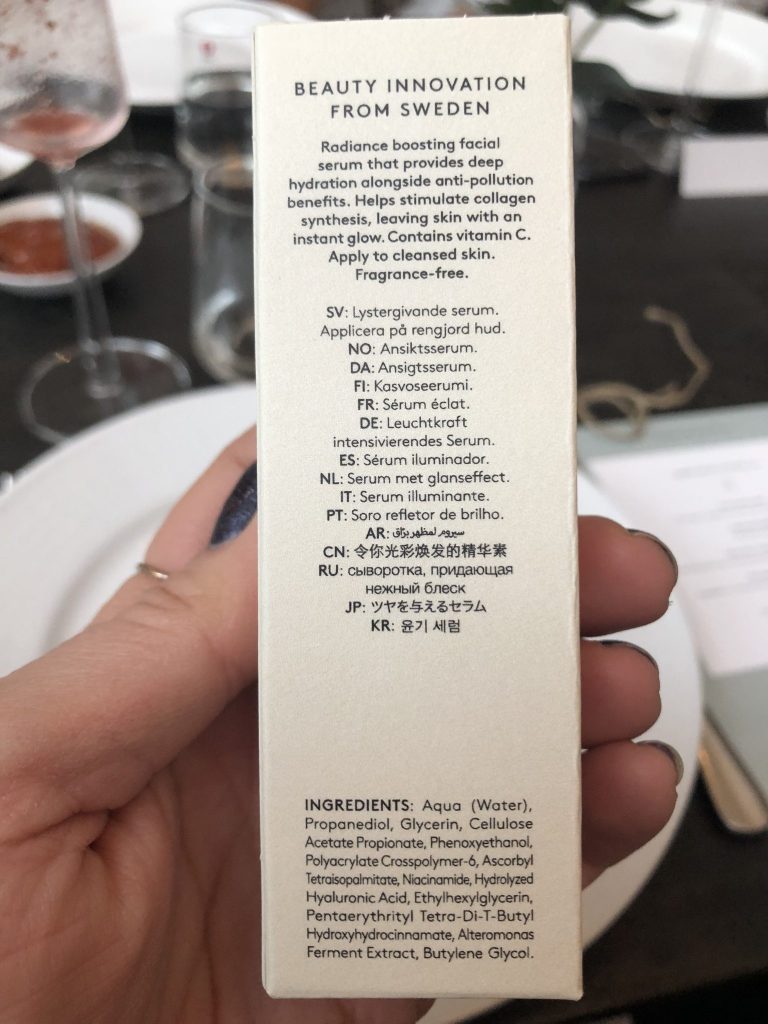 BEAUTY INNOVATION
FROM SWEDEN
Radiance boosting facial
serum that provides deep
hydration alongside anti-pollution
benefits. Helps stimulate collagen
synthesis, leaving skin with an
instant glow. Contains vitamin C.
Apply to cleansed skin.
Fragrance-free.
SV: Lystergivande serum.
Applicera på rengjord hud.
NO: Ansiktsserum.
DA: Ansigtsserum.
FI: Kasvoseerumi.
FR: Sérum éclat.
DE: Leuchtkraft
intensivierendes Serum.
ES: Sérum iluminador.
NL: Serum met glanseffect.
IT: Serum illuminante.
PT: Soro refletor de brilho.
AR: سيروم لمظهر برّاق
CN: 令你光彩焕发的精华素
RU: сыворотка, придающая
нежный блеск
JP: ツヤを与えるセラム
KR: 윤기 세럼
INGREDIENTS: Aqua (Water),
Propanediol, Glycerin, Cellulose
Acetate Propionate, Phenoxyethanol,
Polyacrylate Crosspolymer-6, Ascorbyl
Tetraisopalmitate, Niacinamide, Hydrolyzed
Hyaluronic Acid, Ethylhexylglycerin,
Pentaerythrityl Tetra-Di-T-Butyl
Hydroxyhydrocinnamate, Alteromonas
Ferment Extract, Butylene Glycol.